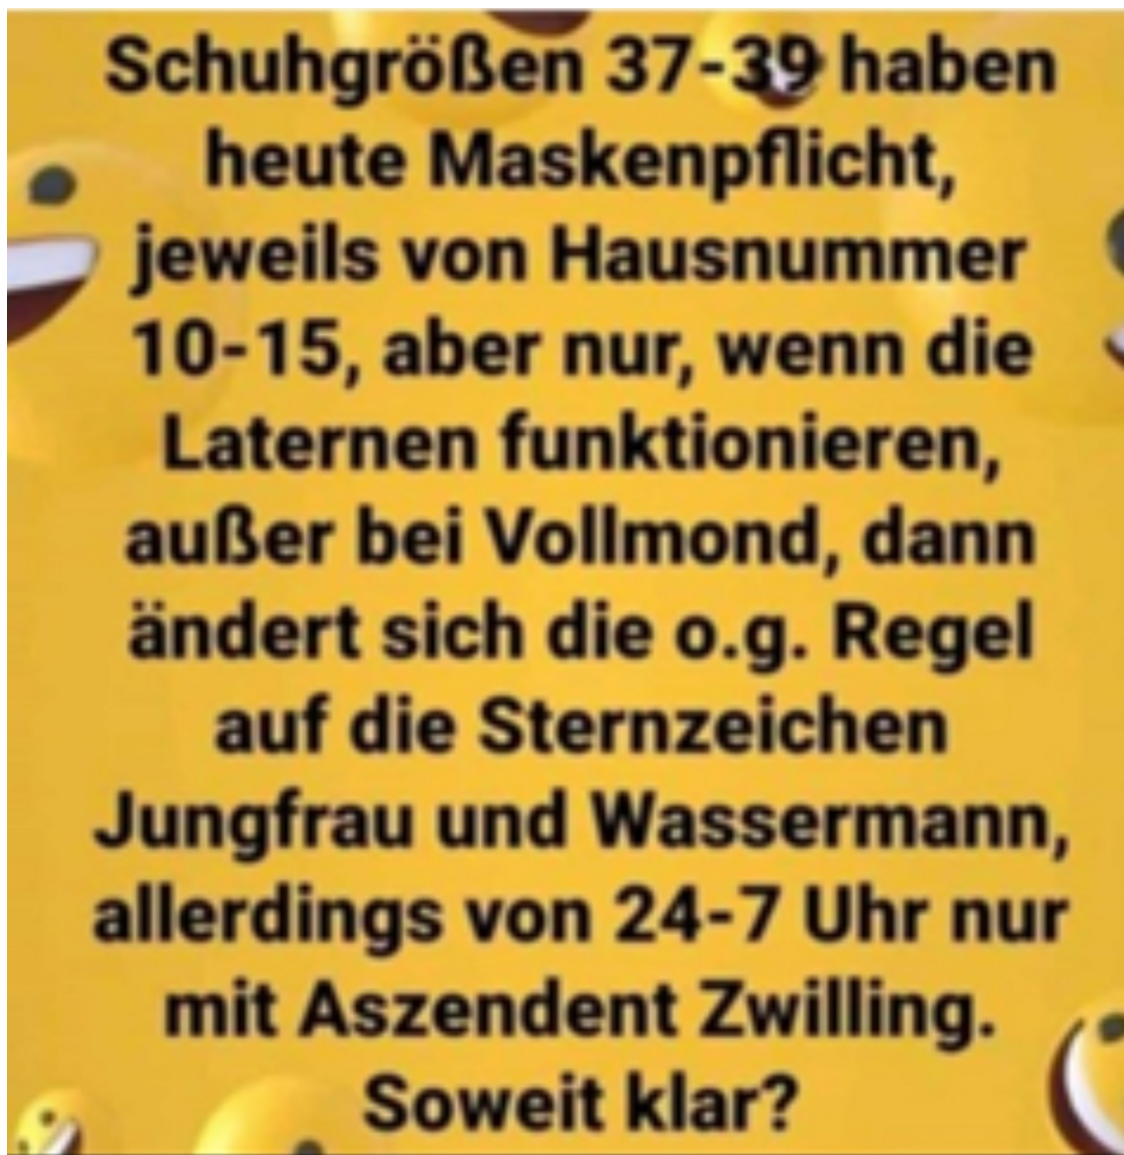 Schuhgrößen 37-39 haben
heute Maskenpflicht,
jeweils von Hausnummer
10-15, aber nur, wenn die
Laternen funktionieren,
außer bei Vollmond, dann
ändert sich die o.g. Regel
auf die Sternzeichen
Jungfrau und Wassermann,
allerdings von 24-7 Uhr nur
mit Aszendent Zwilling.
Soweit klar?